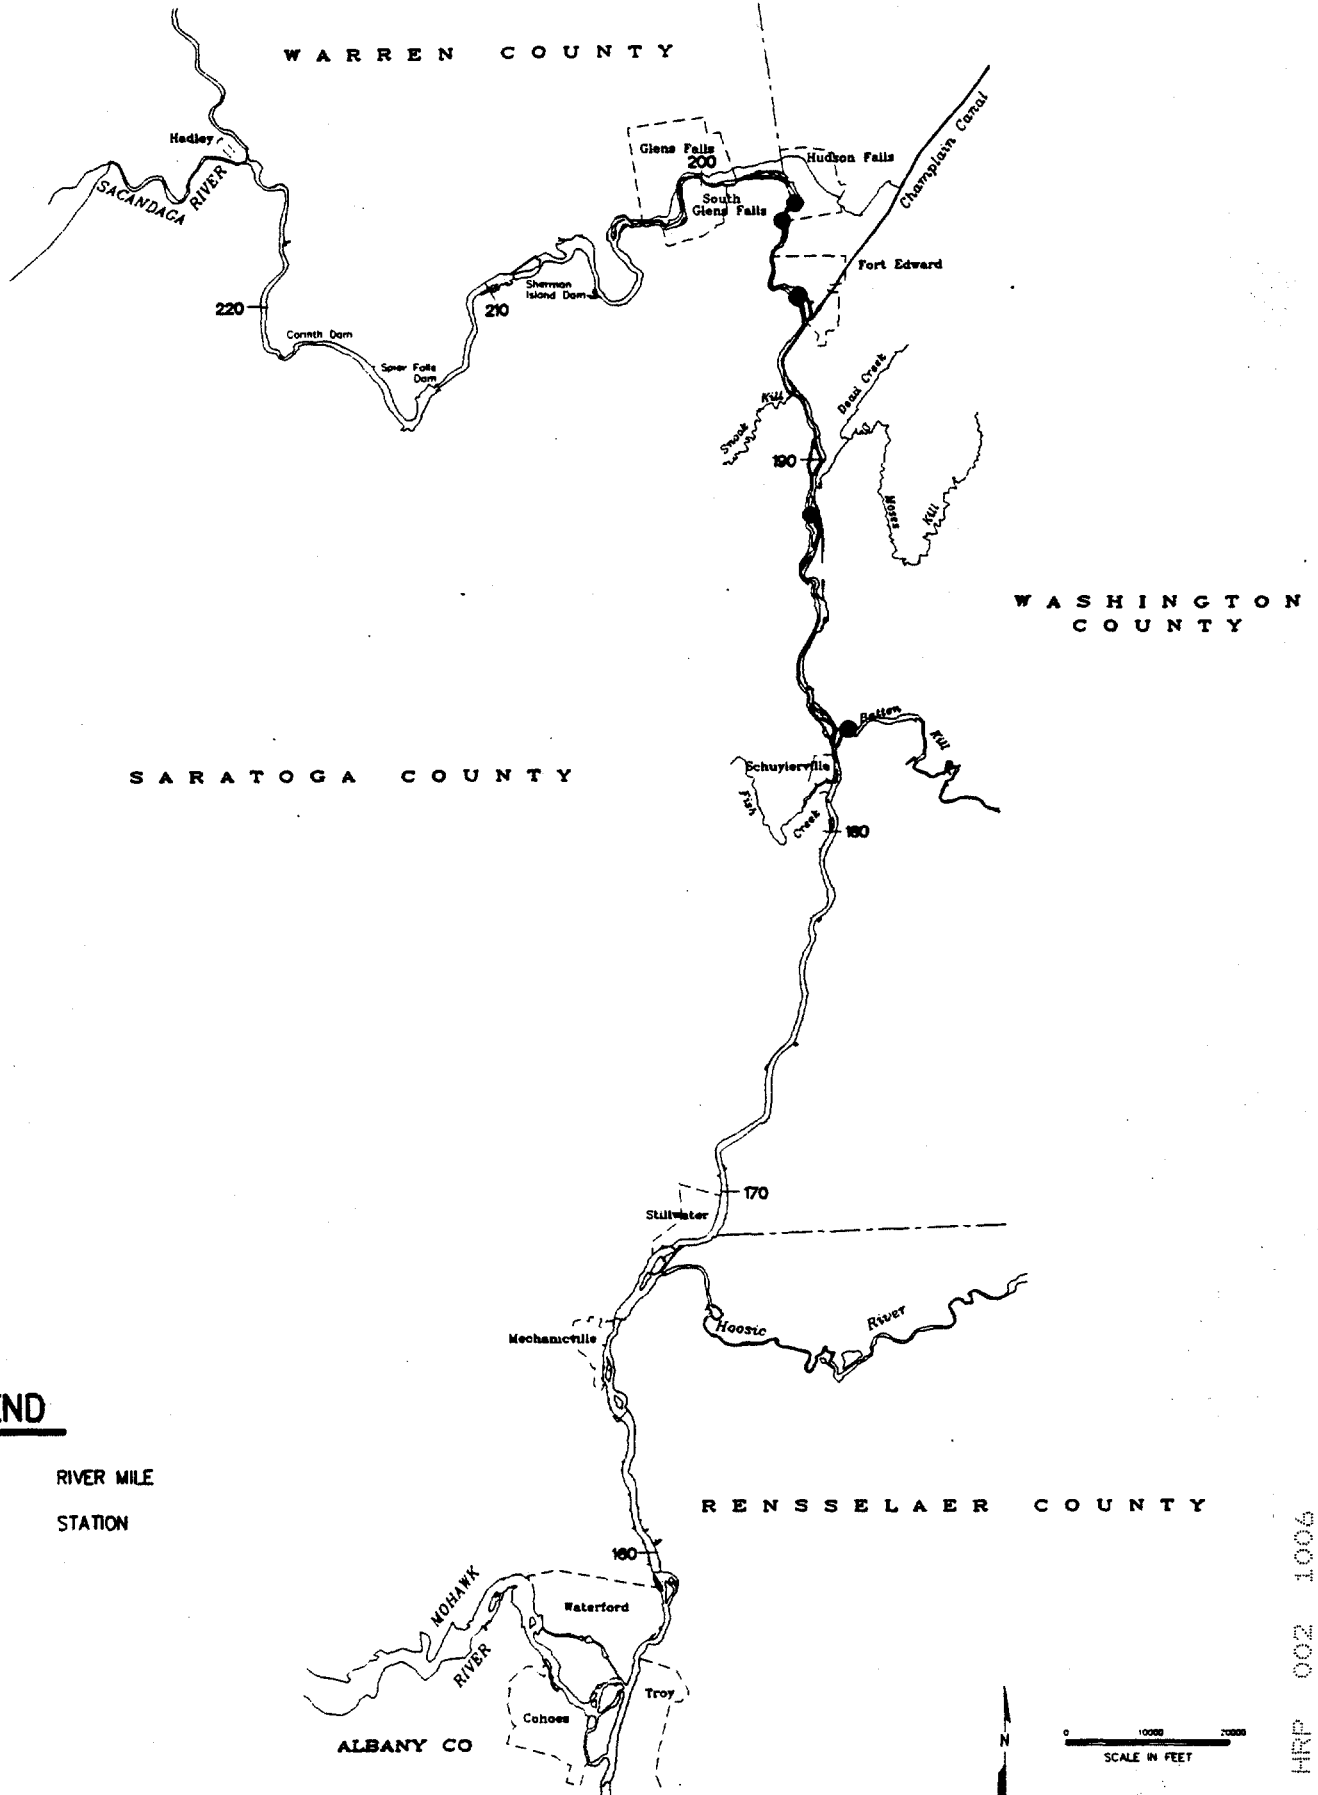 WARREN COUNTY
Hadley
SACANDAGA
RIVER
Glens Falls
200
Hudson Falls
Champlain Canal
South
Glens Falls
Fort Edward
Sherman
Island Dam
210
220
Corinth Dam
Spier Falls
Dam
Dead Creek
Snook
Kill
190
Moses
Kill
WASHINGTON
COUNTY
Batten
Kill
SARATOGA COUNTY
Schuylerville
Fish
Creek
180
170
Stillwater
Hoosic
River
Mechanicville
END
RIVER MILE
STATION
RENSSELAER COUNTY
160
MOHAWK
RIVER
Waterford
Troy
Cohoes
ALBANY CO
N
0 10000 20000
SCALE IN FEET
HRP 002 1006